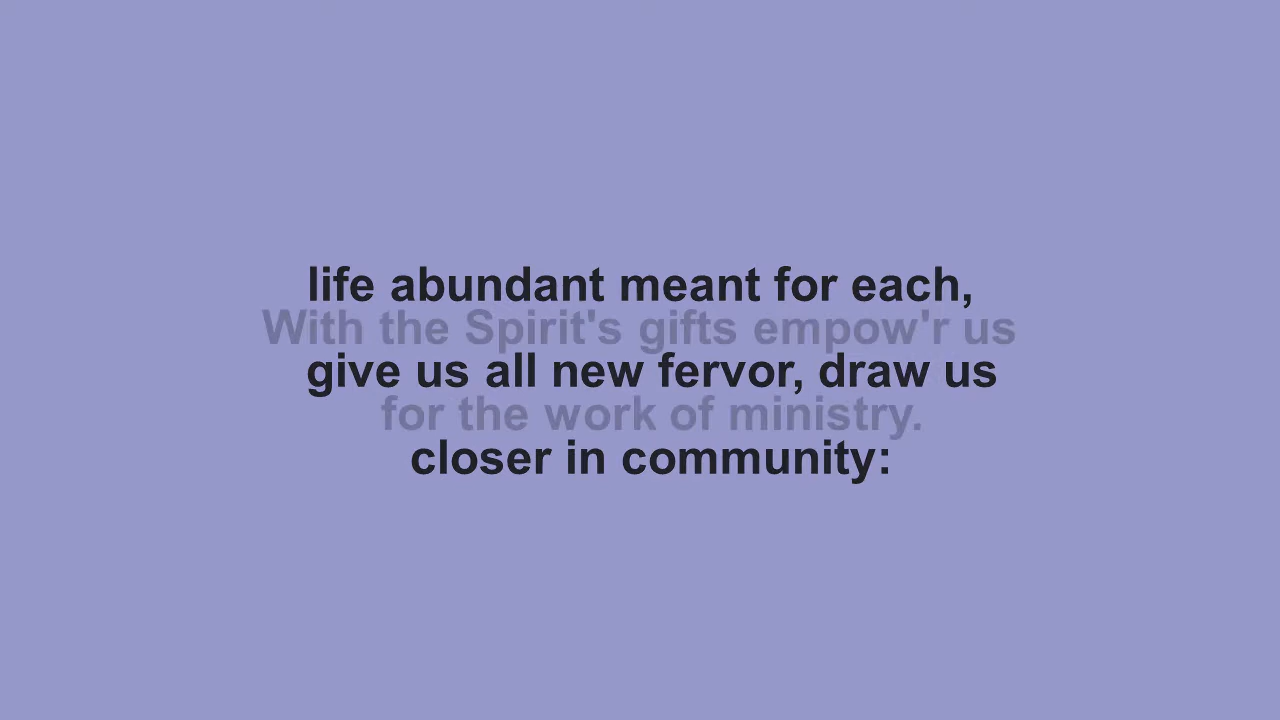 life abundant meant for each,
With the Spirit's gifts empow'r us
give us all new fervor, draw us
for the work of ministry.
closer in community: